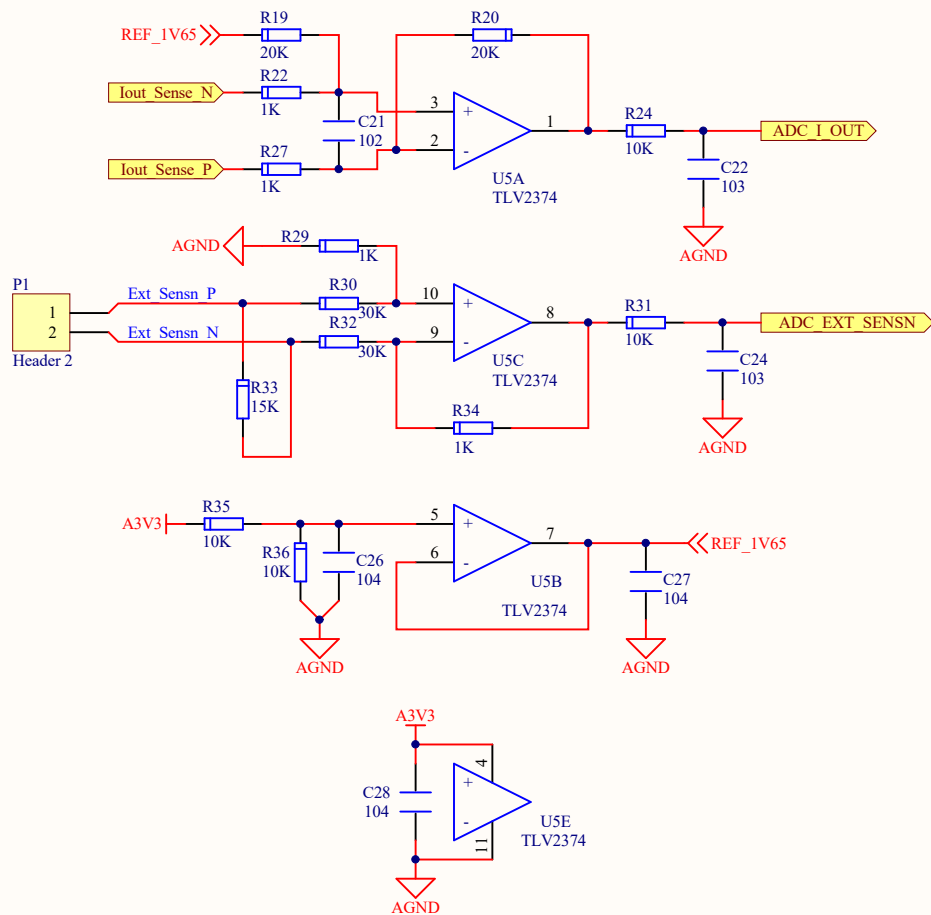 R19
R20
REF_1V65
20K
20K
R22
Iout_Sense_N
1K
3
+
C21
102
1
R24
ADC_I_OUT
10K
2
-
R27
Iout_Sense_P
1K
C22
103
U5A
TLV2374
AGND
R29
AGND
1K
P1
Ext_Sensn_P
R30
10
+
1
30K
8
R31
ADC_EXT_SENSN
2
Ext_Sensn_N
R32
9
-
10K
Header 2
30K
U5C
TLV2374
C24
103
R33
15K
R34
1K
AGND
R35
A3V3
5
+
10K
7
REF_1V65
R36
10K
C26
104
6
-
U5B
C27
104
TLV2374
AGND
AGND
A3V3
4
+
C28
104
-
U5E
11
TLV2374
AGND